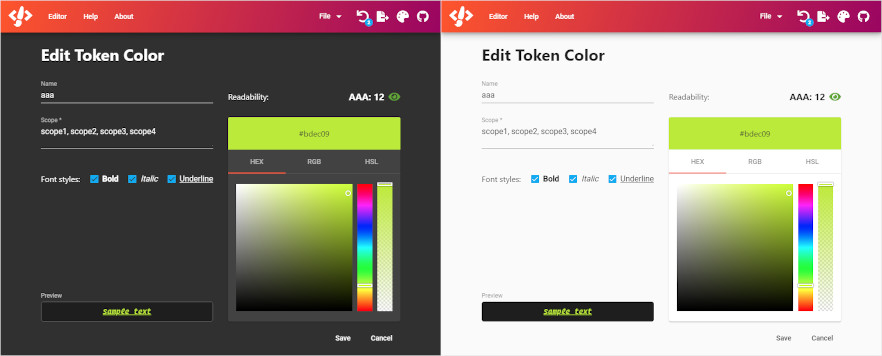 Editor Help About File 2
Edit Token Color
Name
aaa
Readability: AAA: 12
Scope *
scope1, scope2, scope3, scope4
#bdec09
HEX RGB HSL
Font styles: Bold Italic Underline
Preview
sample text
Save Cancel
Editor Help About File 2
Edit Token Color
Name
aaa
Readability: AAA: 12
Scope *
scope1, scope2, scope3, scope4
#bdec09
HEX RGB HSL
Font styles: Bold Italic Underline
Preview
sample text
Save Cancel